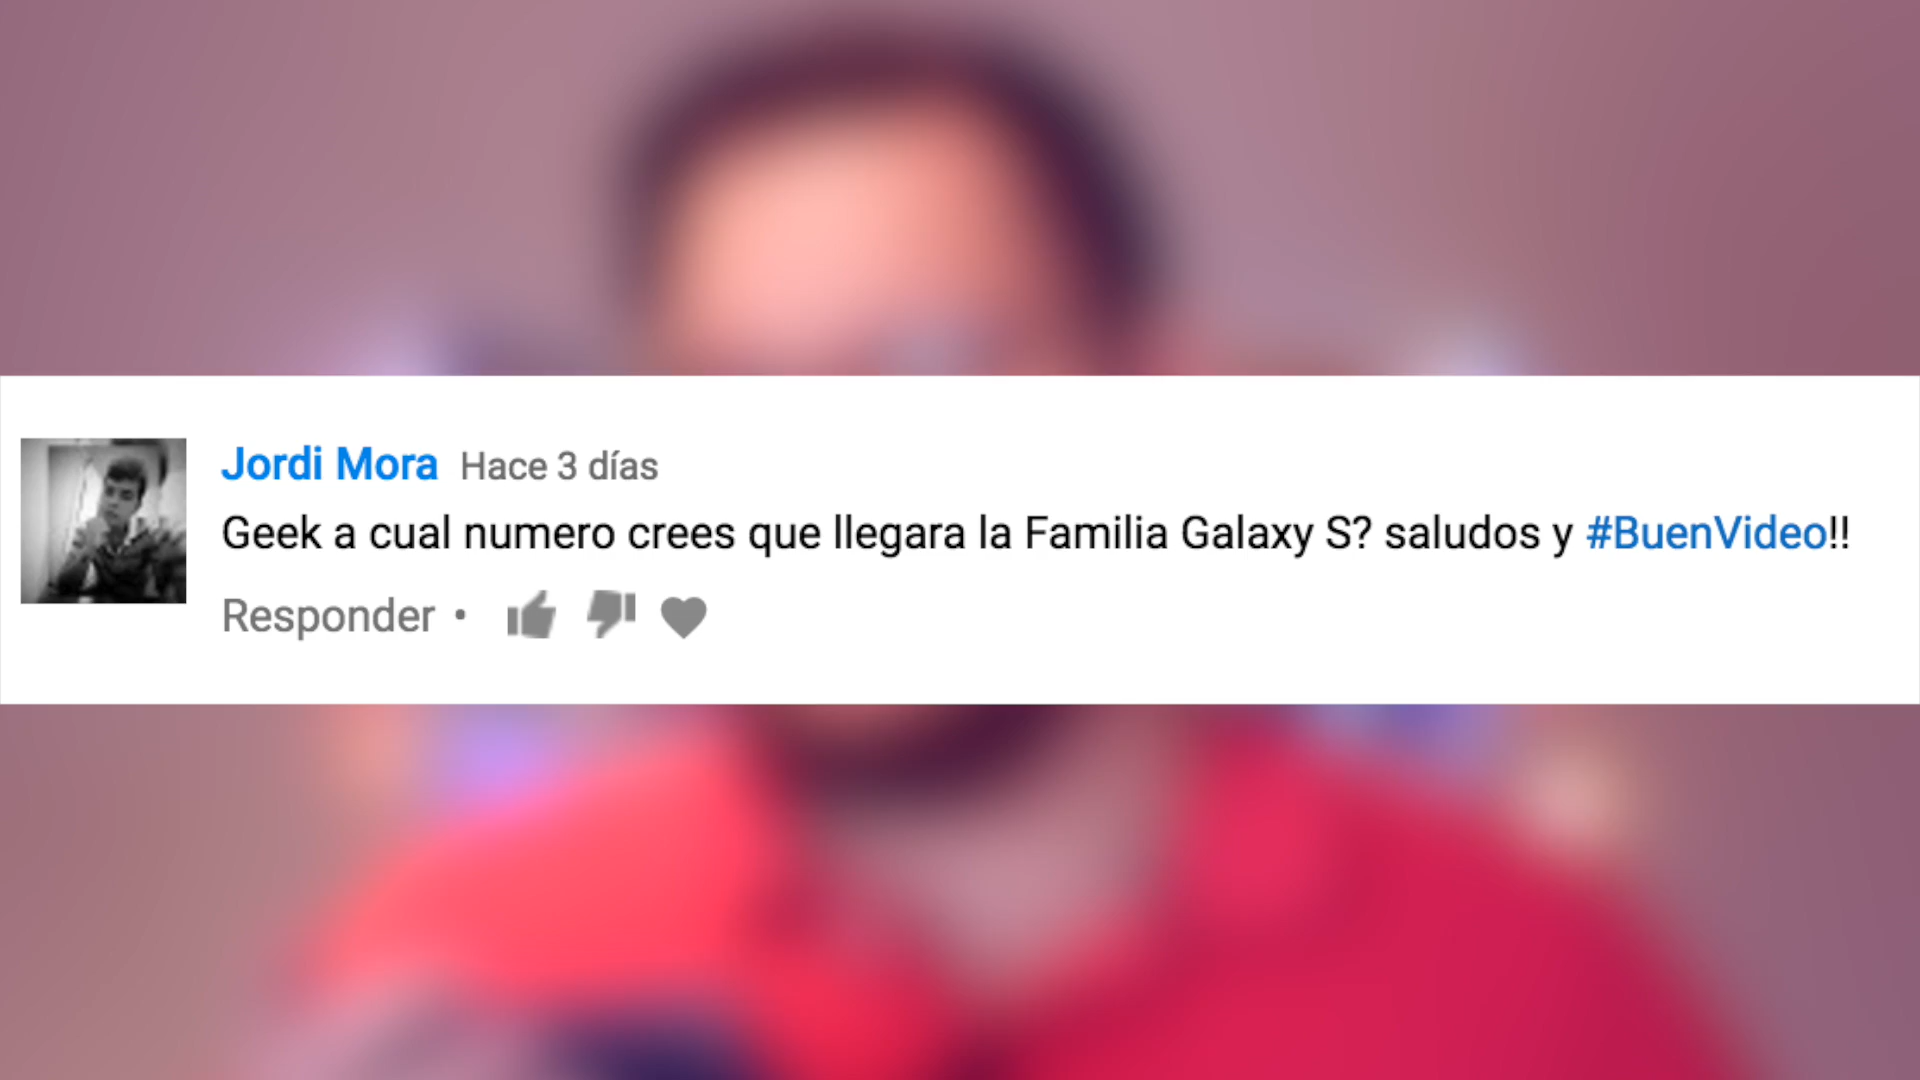 Jordi Mora Hace 3 días
Geek a cual numero crees que llegara la Familia Galaxy S? saludos y #BuenVideo!!
Responder •